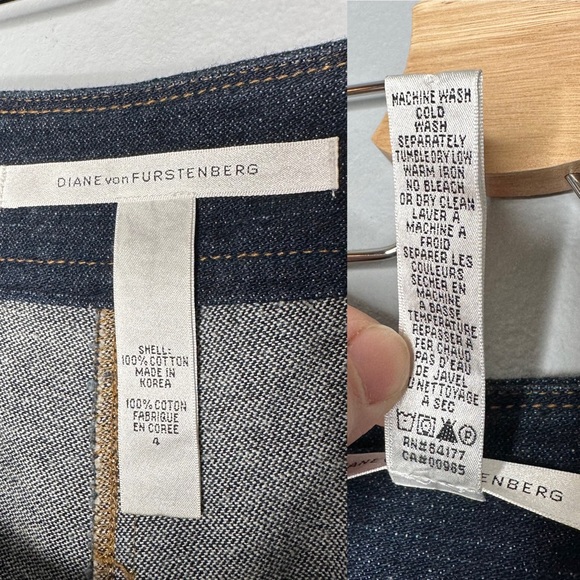 DIANE von FURSTENBERG
SHELL:
100% COTTON
MADE IN
KOREA
100% COTON
FABRIQUE
EN COREE
4
MACHINE WASH
COLD
WASH
SEPARATELY
TUMBLE DRY LOW
WARM IRON
NO BLEACH
OR DRY CLEAN
LAVER A
MACHINE A
FROID
SEPARER LES
COULEURS
SECHER EN
MACHINE
A BASSE
TEMPERATURE
REPASSER A
FER CHAUD
PAS D'EAU
DE JAVEL
NETTOYAGE
A SEC
P
RN#64177
CA#00965
DIANE
ENBERG